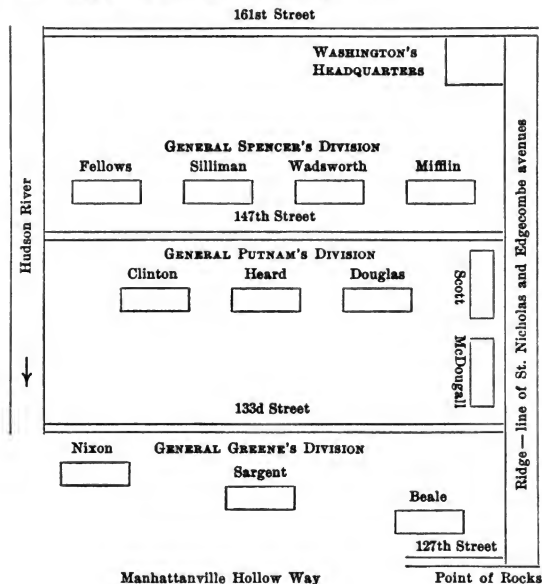 161st Street
WASHINGTON'S
HEADQUARTERS
GENERAL SPENCER'S DIVISION
Fellows Silliman Wadsworth Mifflin
147th Street
GENERAL PUTNAM'S DIVISION
Clinton Heard Douglas
Scott
McDougall
133d Street
Hudson River
Ridge — line of St. Nicholas and Edgecombe avenues
Nixon GENERAL GREENE'S DIVISION
Sargent
Beale
127th Street
Manhattanville Hollow Way Point of Rocks